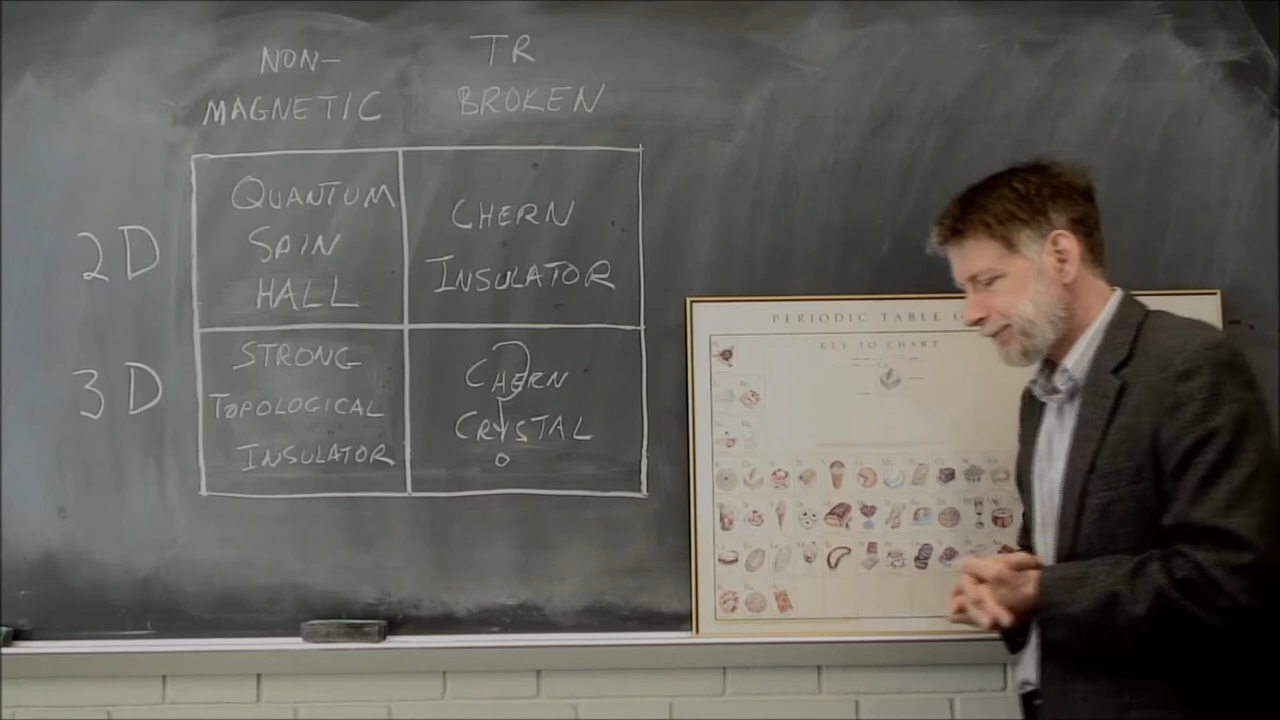 NON-
MAGNETIC
TR
BROKEN
2D
QUANTUM
SPIN
HALL
CHERN
INSULATOR
3D
STRONG
TOPOLOGICAL
INSULATOR
CHERN
CRYSTAL
?
PERIODIC TABLE
KEY TO CHART